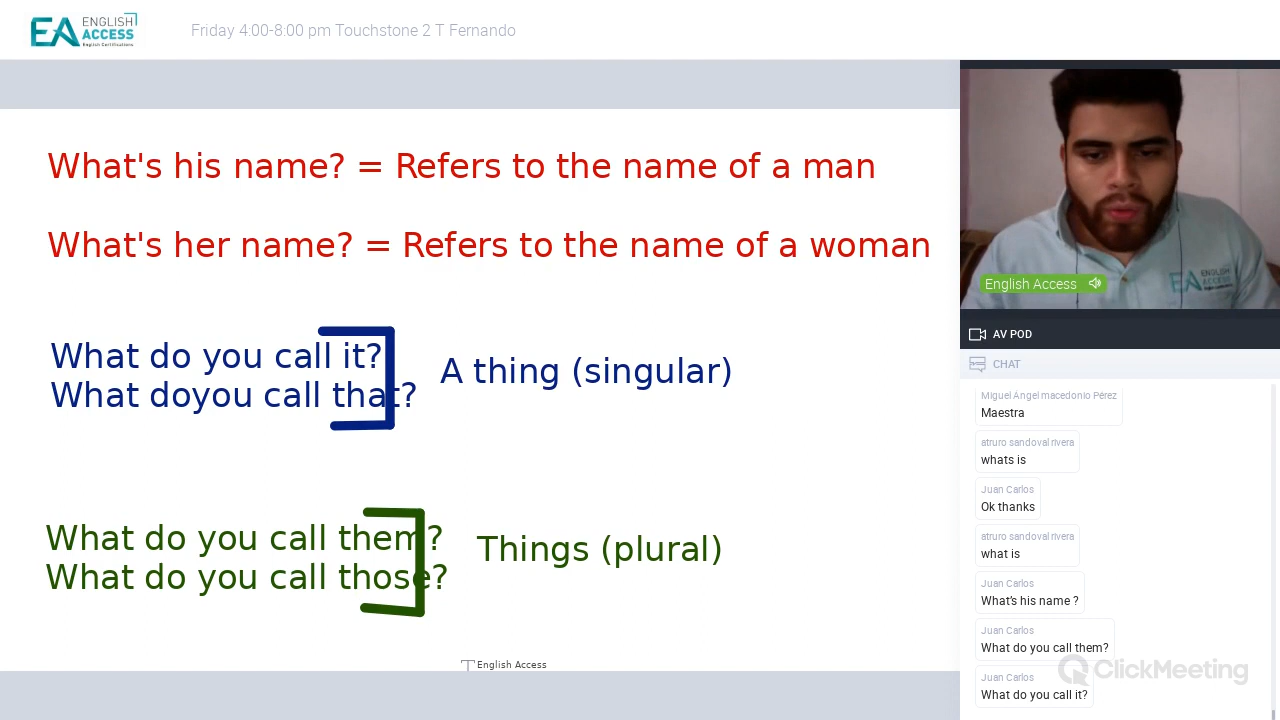 EA ENGLISH ACCESS
English Certifications
Friday 4:00-8:00 pm Touchstone 2 T Fernando
What's his name? = Refers to the name of a man
What's her name? = Refers to the name of a woman
What do you call it?
What doyou call that?
A thing (singular)
What do you call them?
What do you call those?
Things (plural)
English Access
EA ENGLISH ACCESS
English Access
AV POD
CHAT
Miguel Angel macedonio Pérez
Maestra
atruro sandoval rivera
whats is
Juan Carlos
Ok thanks
atruro sandoval rivera
what is
Juan Carlos
What's his name ?
Juan Carlos
What do you call them?
Juan Carlos
What do you call it?
ClickMeeting